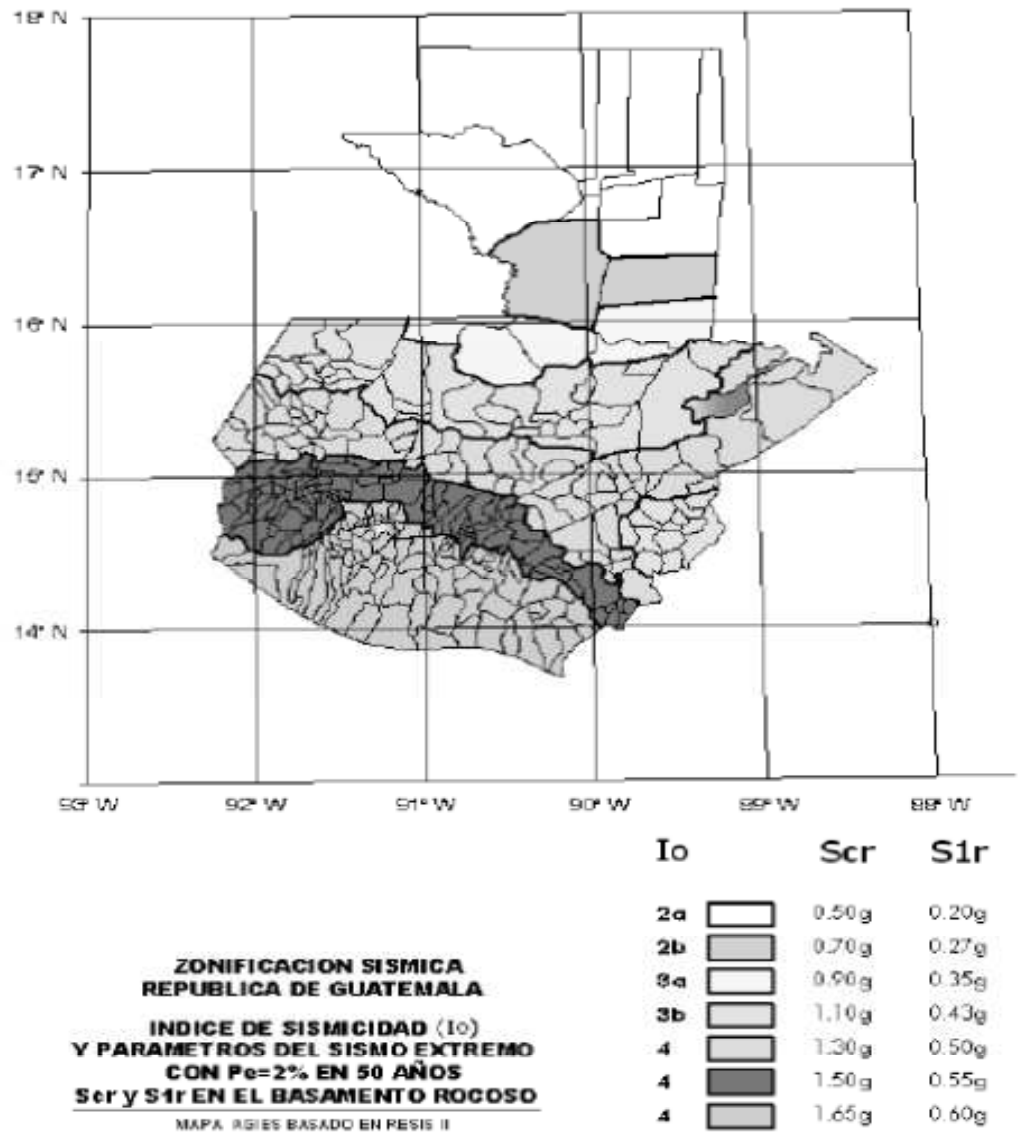 18° N
17° N
16° N
15° N
14° N
93° W 92° W 91° W 90° W 89° W 88° W
Io Scr S1r
2a 0.50g 0.20g
2b 0.70g 0.27g
3a 0.90g 0.35g
3b 1.10g 0.43g
4 1.30g 0.50g
4 1.50g 0.55g
4 1.65g 0.60g
ZONIFICACION SISMICA
REPUBLICA DE GUATEMALA
INDICE DE SISMICIDAD (Io)
Y PARAMETROS DEL SISMO EXTREMO
CON Pe=2% EN 50 AÑOS
Scr y S1r EN EL BASAMENTO ROCOSO
MAPA AGIES BASADO EN RESIS II